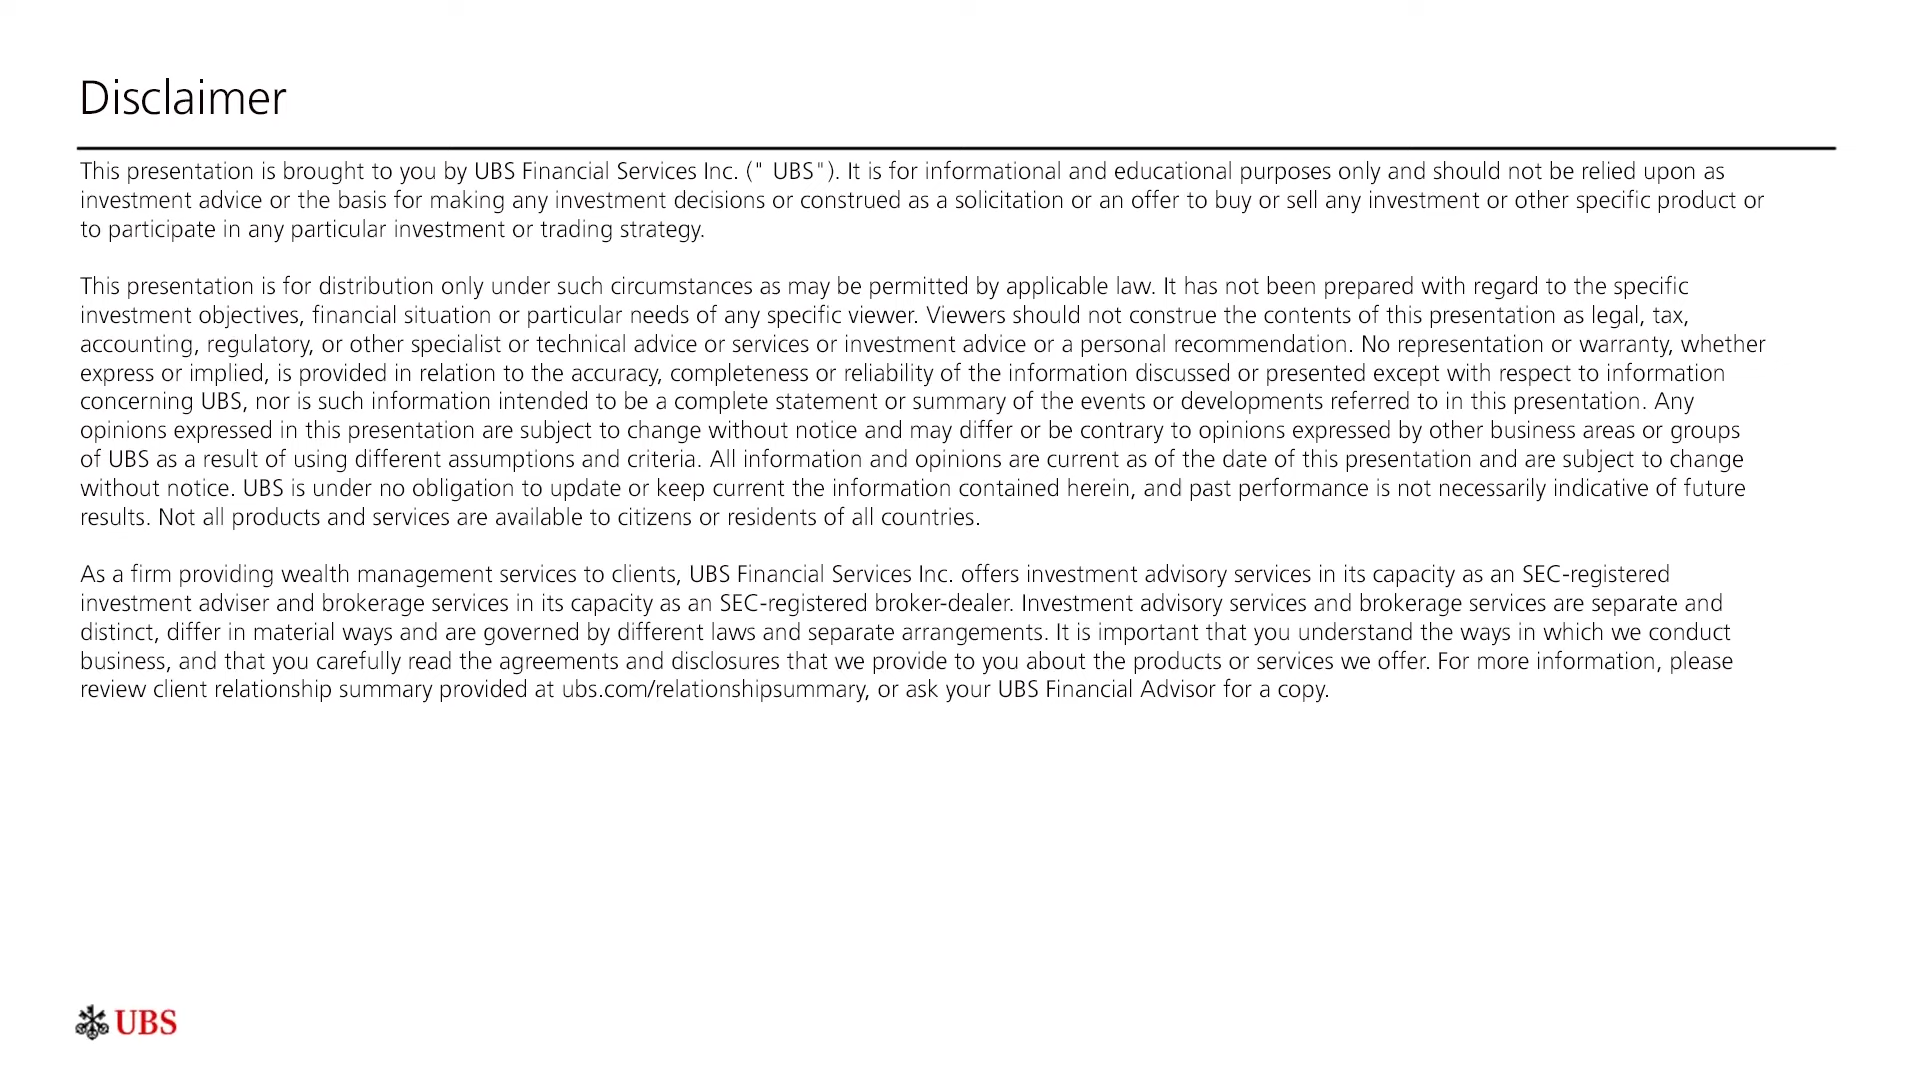 Disclaimer
This presentation is brought to you by UBS Financial Services Inc. (" UBS"). It is for informational and educational purposes only and should not be relied upon as
investment advice or the basis for making any investment decisions or construed as a solicitation or an offer to buy or sell any investment or other specific product or
to participate in any particular investment or trading strategy.
This presentation is for distribution only under such circumstances as may be permitted by applicable law. It has not been prepared with regard to the specific
investment objectives, financial situation or particular needs of any specific viewer. Viewers should not construe the contents of this presentation as legal, tax,
accounting, regulatory, or other specialist or technical advice or services or investment advice or a personal recommendation. No representation or warranty, whether
express or implied, is provided in relation to the accuracy, completeness or reliability of the information discussed or presented except with respect to information
concerning UBS, nor is such information intended to be a complete statement or summary of the events or developments referred to in this presentation. Any
opinions expressed in this presentation are subject to change without notice and may differ or be contrary to opinions expressed by other business areas or groups
of UBS as a result of using different assumptions and criteria. All information and opinions are current as of the date of this presentation and are subject to change
without notice. UBS is under no obligation to update or keep current the information contained herein, and past performance is not necessarily indicative of future
results. Not all products and services are available to citizens or residents of all countries.
As a firm providing wealth management services to clients, UBS Financial Services Inc. offers investment advisory services in its capacity as an SEC-registered
investment adviser and brokerage services in its capacity as an SEC-registered broker-dealer. Investment advisory services and brokerage services are separate and
distinct, differ in material ways and are governed by different laws and separate arrangements. It is important that you understand the ways in which we conduct
business, and that you carefully read the agreements and disclosures that we provide to you about the products or services we offer. For more information, please
review client relationship summary provided at ubs.com/relationshipsummary, or ask your UBS Financial Advisor for a copy.
UBS